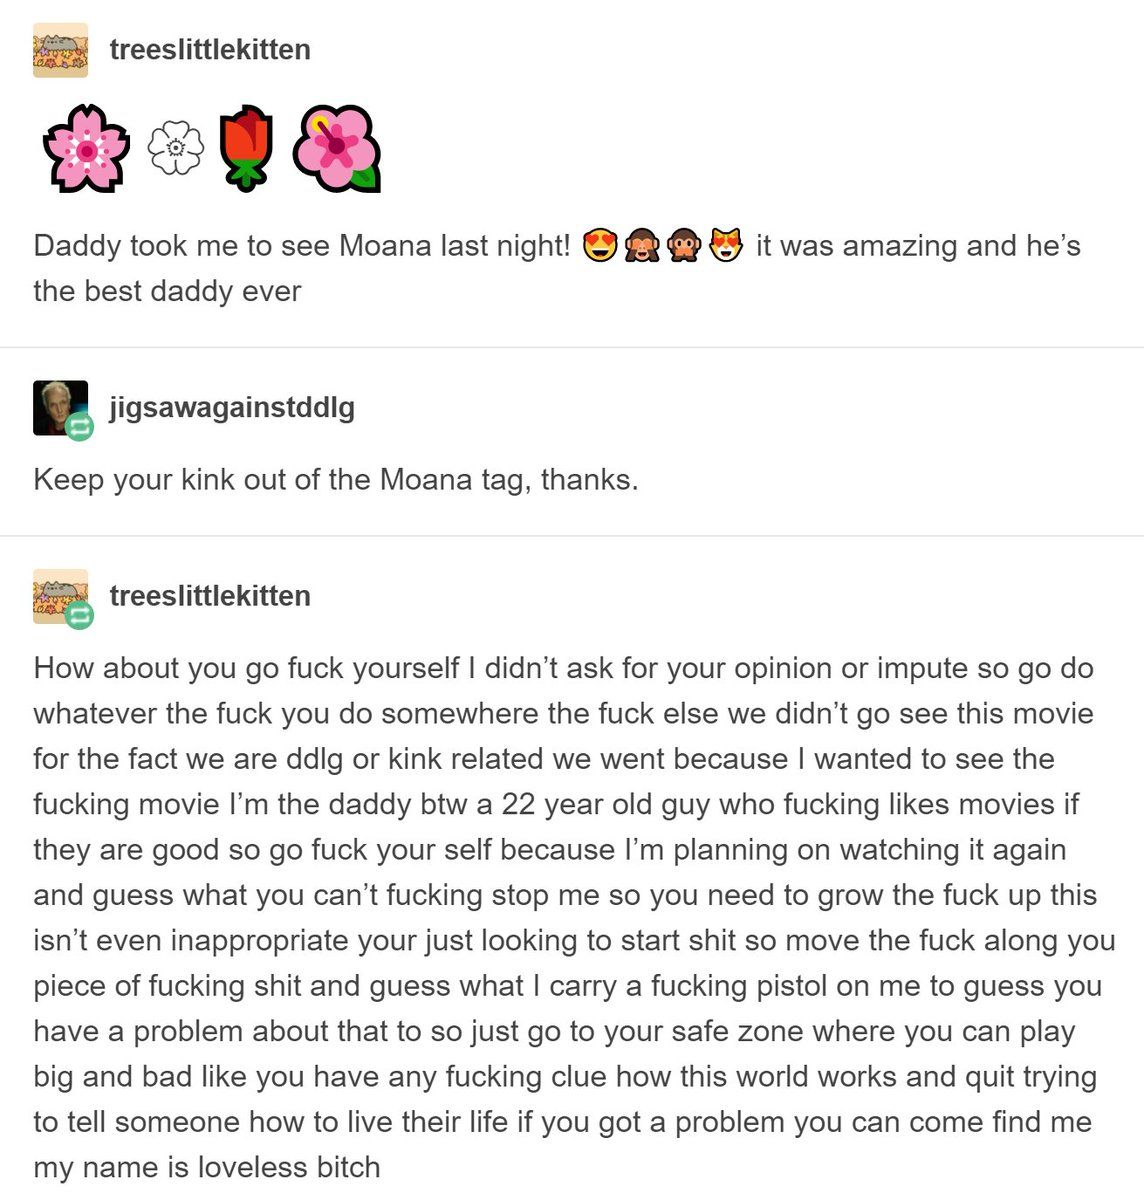 treeslittlekitten
🌸 💮 🌹 🌺
Daddy took me to see Moana last night! 😍🙈🙊😻 it was amazing and he’s
the best daddy ever
jigsawagainstddlg
Keep your kink out of the Moana tag, thanks.
treeslittlekitten
How about you go fuck yourself I didn’t ask for your opinion or impute so go do
whatever the fuck you do somewhere the fuck else we didn’t go see this movie
for the fact we are ddlg or kink related we went because I wanted to see the
fucking movie I’m the daddy btw a 22 year old guy who fucking likes movies if
they are good so go fuck your self because I’m planning on watching it again
and guess what you can’t fucking stop me so you need to grow the fuck up this
isn’t even inappropriate your just looking to start shit so move the fuck along you
piece of fucking shit and guess what I carry a fucking pistol on me to guess you
have a problem about that to so just go to your safe zone where you can play
big and bad like you have any fucking clue how this world works and quit trying
to tell someone how to live their life if you got a problem you can come find me
my name is loveless bitch